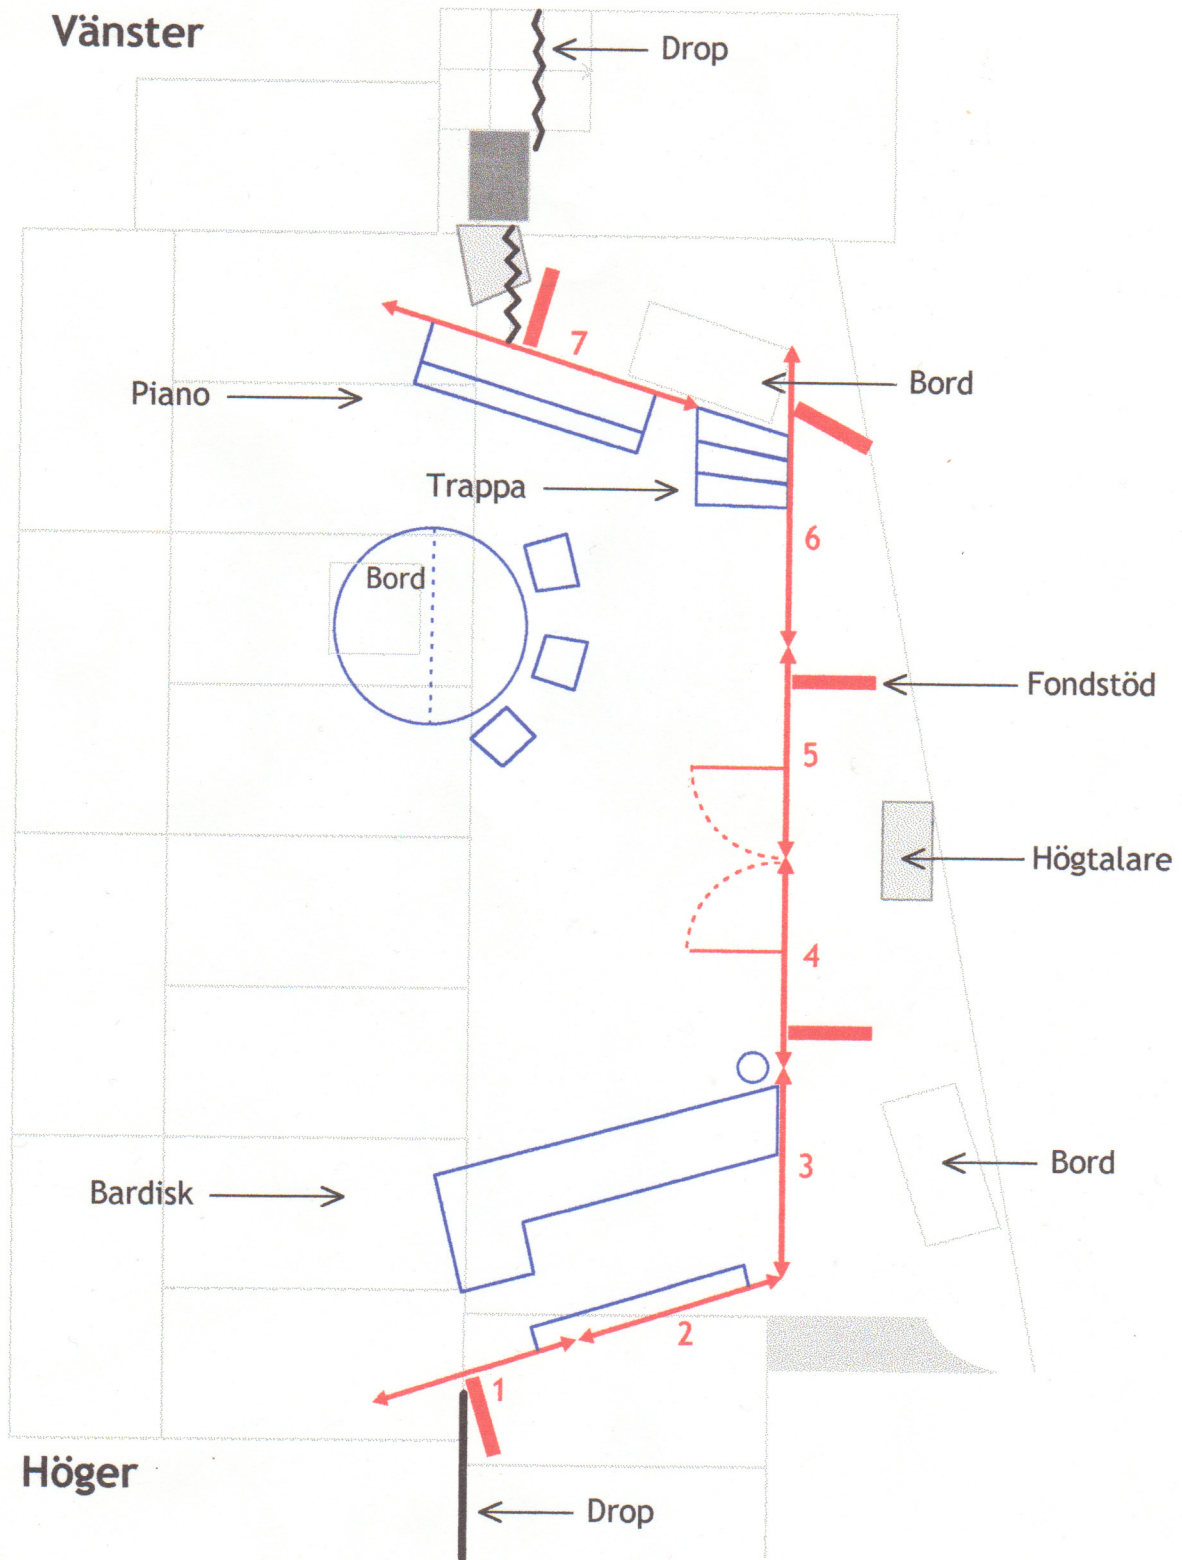 Vänster
Drop
7
Piano
Bord
Trappa
6
Bord
Fondstöd
5
Högtalare
4
3
Bord
Bardisk
2
1
Höger
Drop